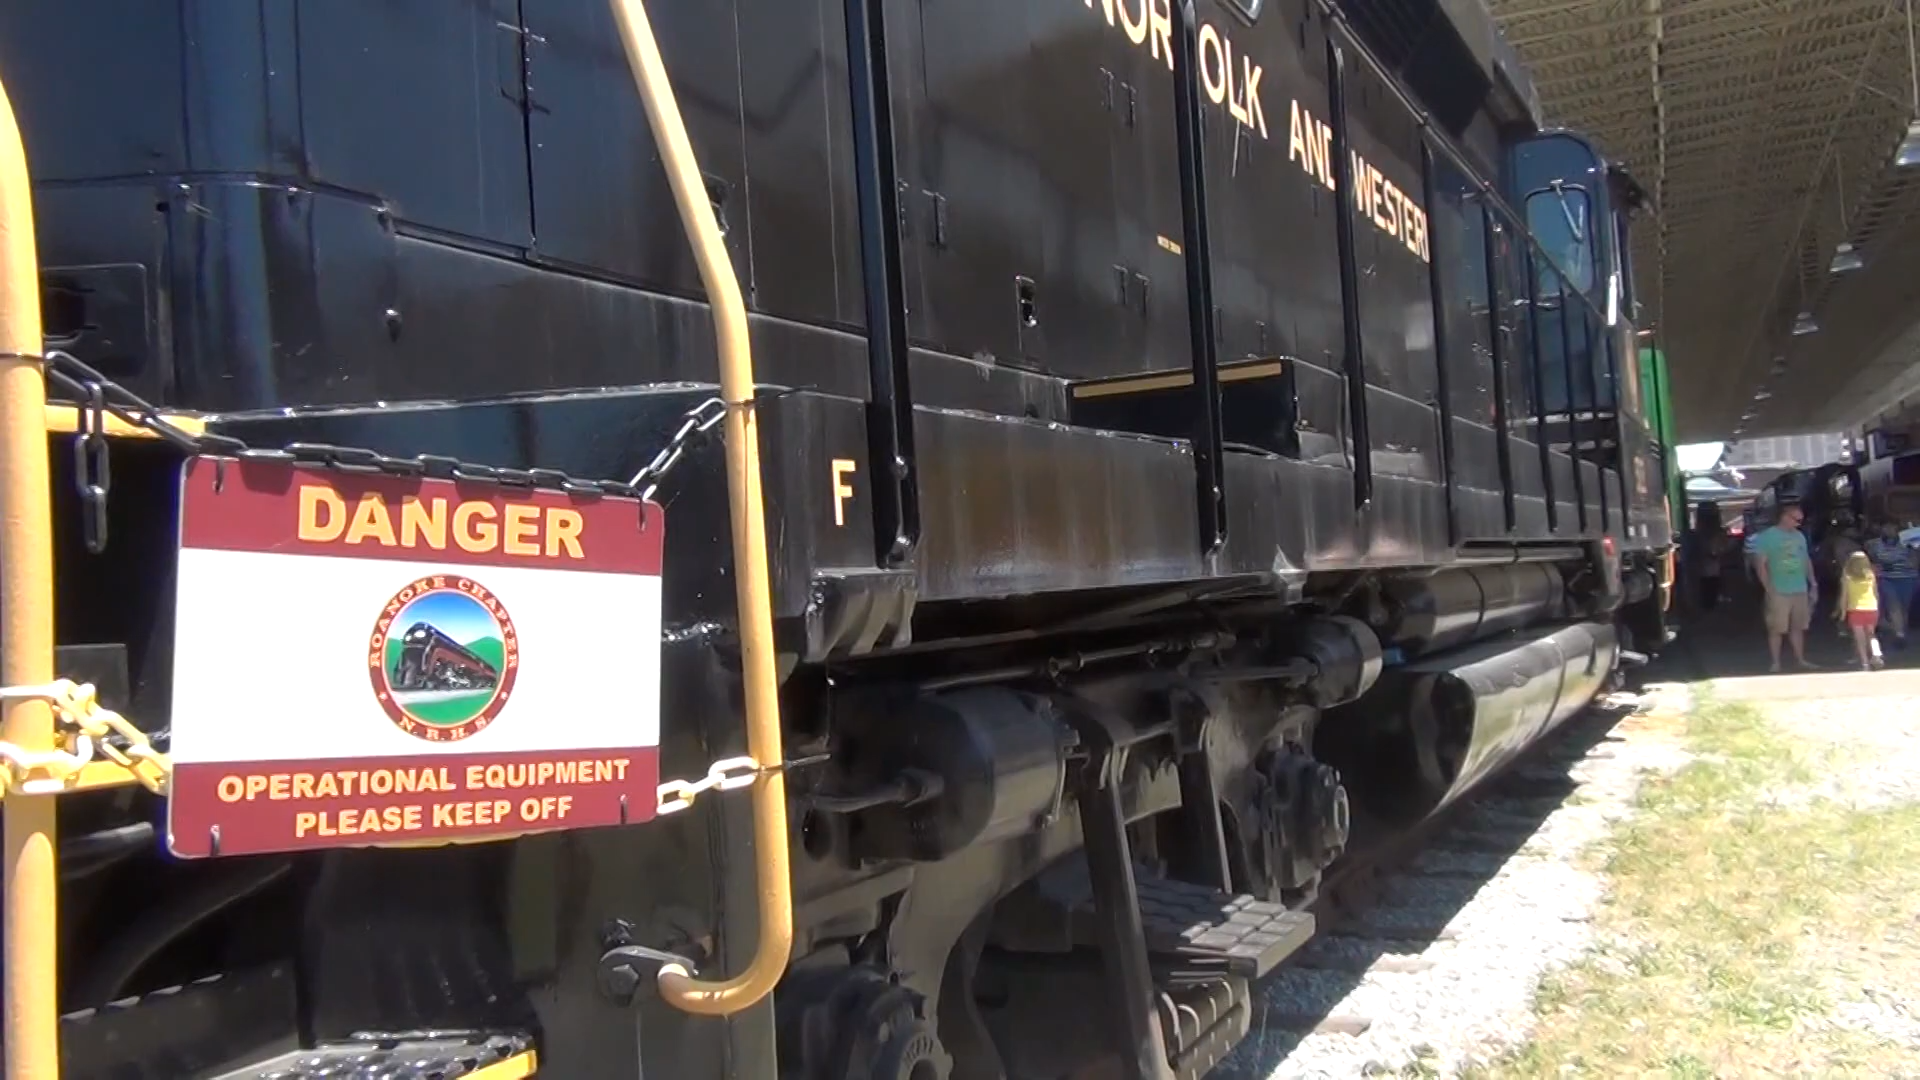 NORFOLK AND WESTERN
F
DANGER
ROANOKE CHAPTER
N. R. H. S.
OPERATIONAL EQUIPMENT
PLEASE KEEP OFF